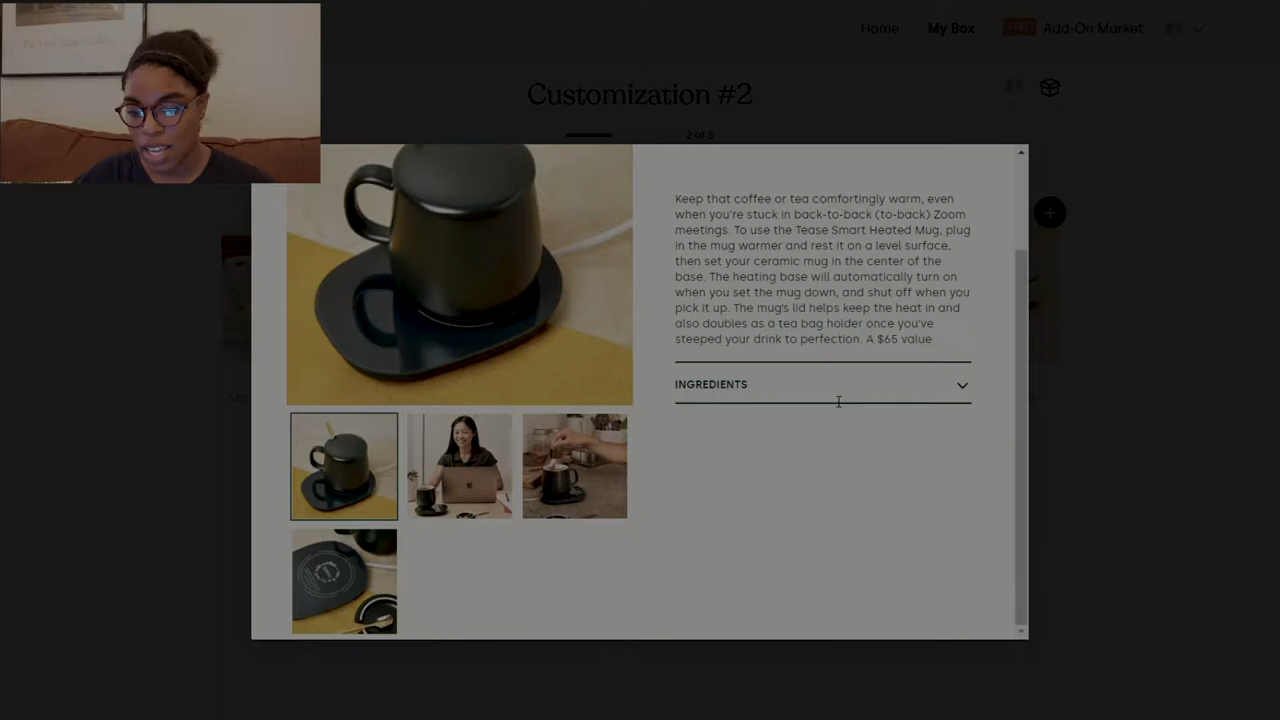 Home My Box Add-On Market
Customization #2
2 of 5
Keep that coffee or tea comfortingly warm, even
when you're stuck in back-to-back (to-back) Zoom
meetings. To use the Tease Smart Heated Mug, plug
in the mug warmer and rest it on a level surface,
then set your ceramic mug in the center of the
base. The heating base will automatically turn on
when you set the mug down, and shut off when you
pick it up. The mug's lid helps keep the heat in and
also doubles as a tea bag holder once you've
steeped your drink to perfection. A $65 value
INGREDIENTS